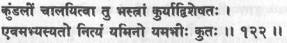 कुंडलीं चालयित्वा तु भस्त्रां कुर्याद्विशेषतः ।
एवमभ्यस्यतो नित्यं यमिनो यमभीः कुतः ।। १२२ ।।